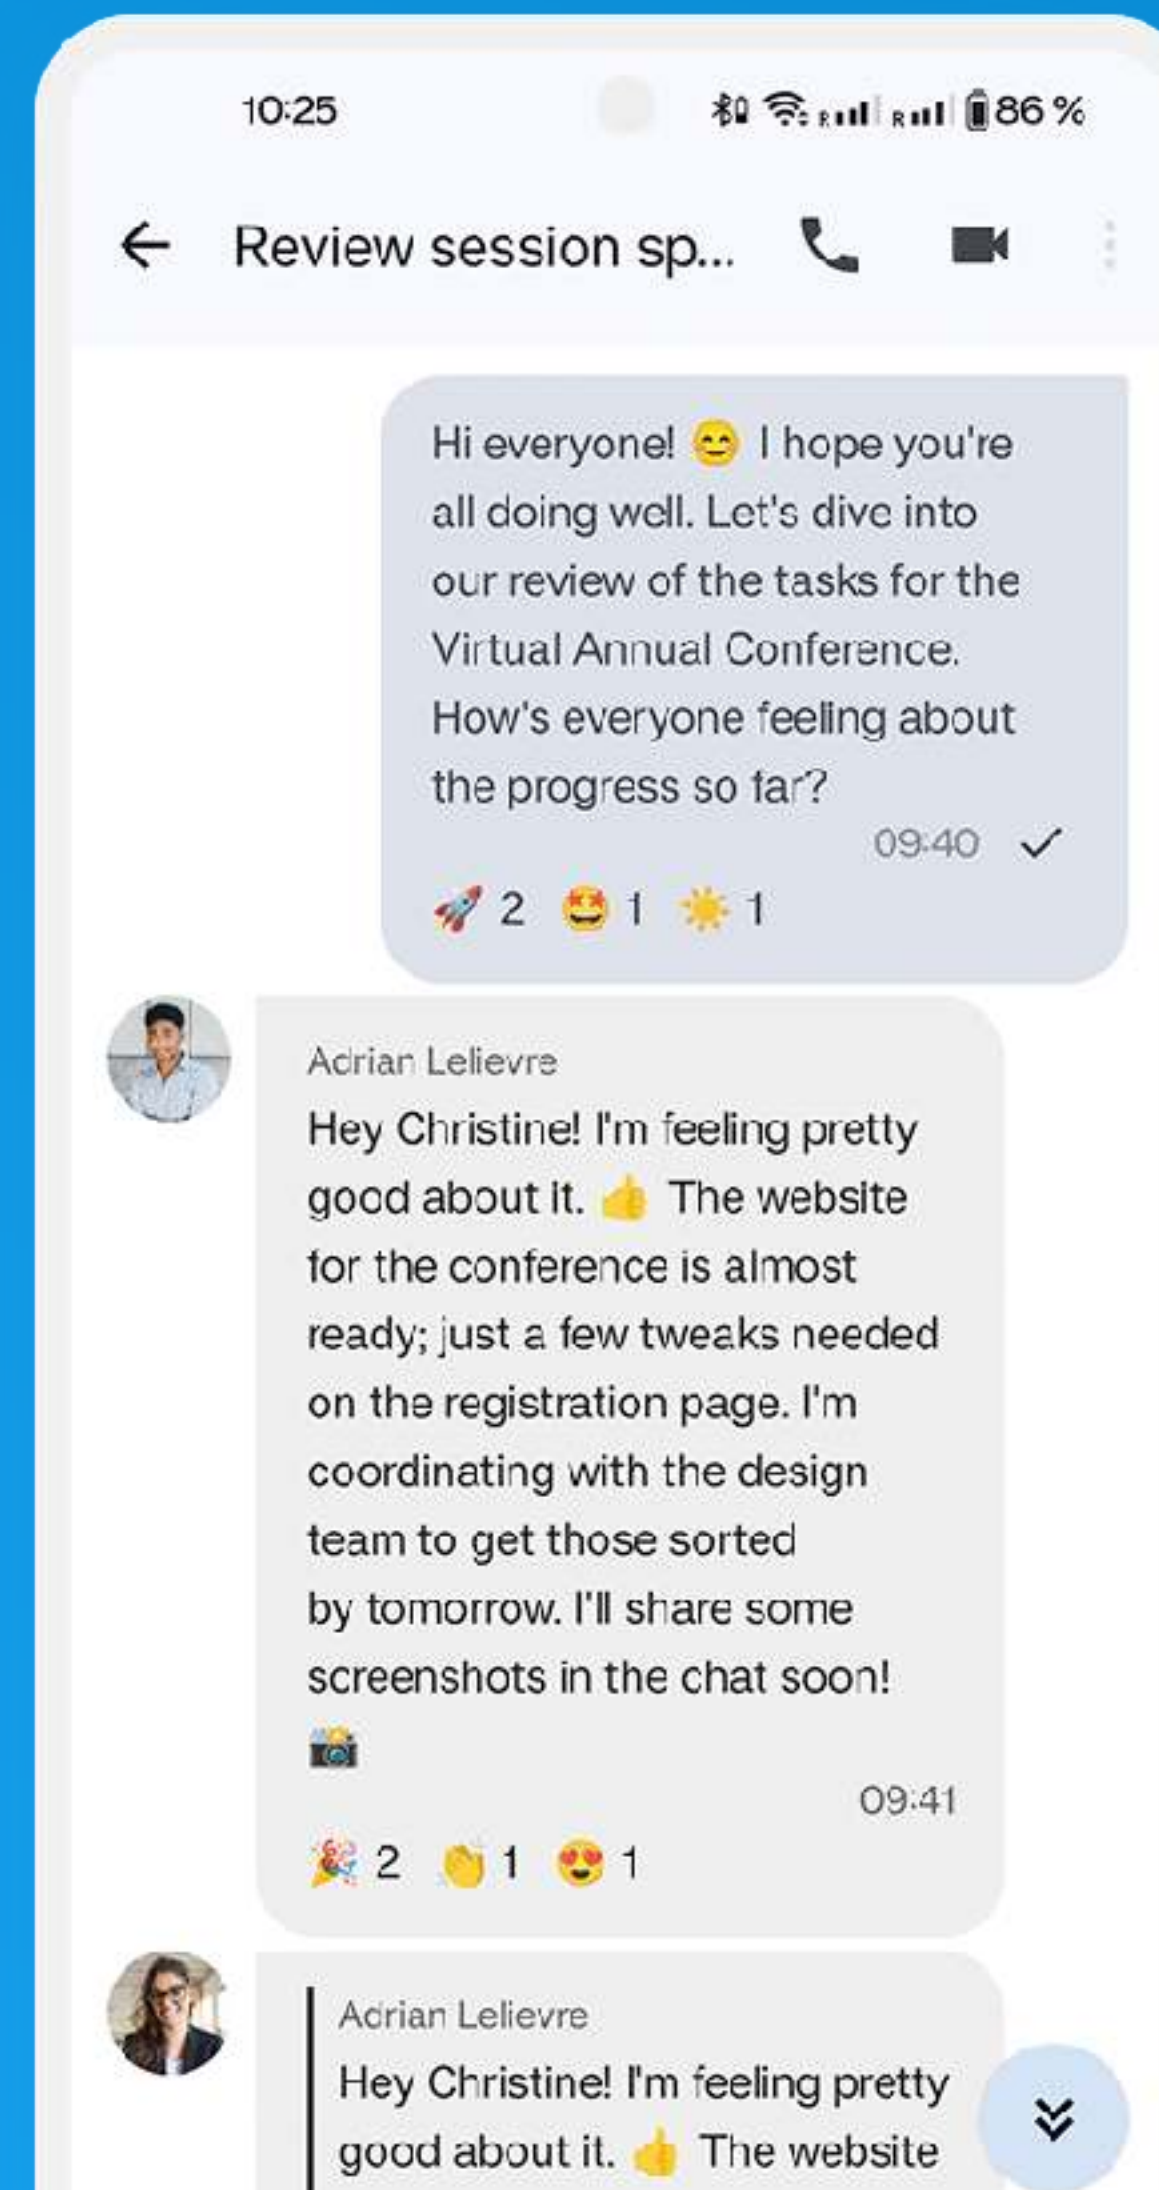 10:25 R R 86 %
Review session sp...
Hi everyone! 😊 I hope you're
all doing well. Let's dive into
our review of the tasks for the
Virtual Annual Conference.
How's everyone feeling about
the progress so far?
09:40
🚀 2 🤩 1 ☀️ 1
Adrian Lelievre
Hey Christine! I'm feeling pretty
good about it. 👍 The website
for the conference is almost
ready; just a few tweaks needed
on the registration page. I'm
coordinating with the design
team to get those sorted
by tomorrow. I'll share some
screenshots in the chat soon!
📸
09:41
🎉 2 👏 1 😍 1
Adrian Lelievre
Hey Christine! I'm feeling pretty
good about it. 👍 The website